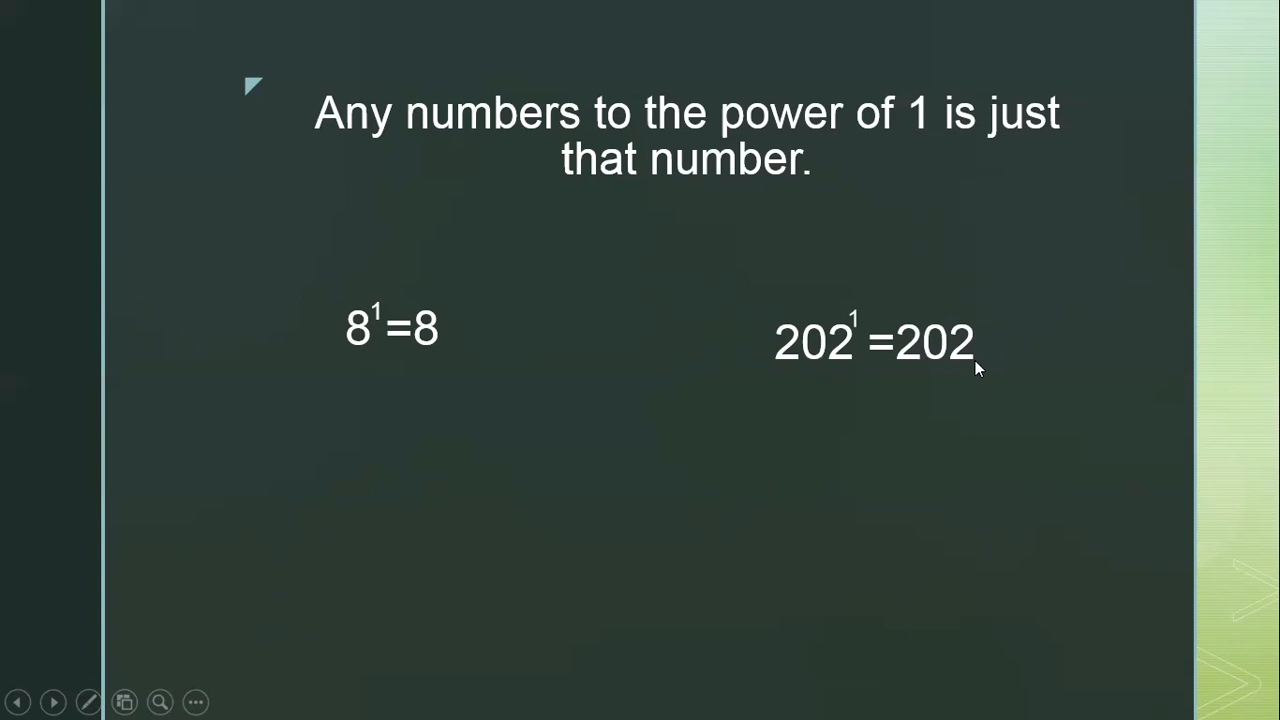 Any numbers to the power of 1 is just
that number.
8¹=8
202¹ =202